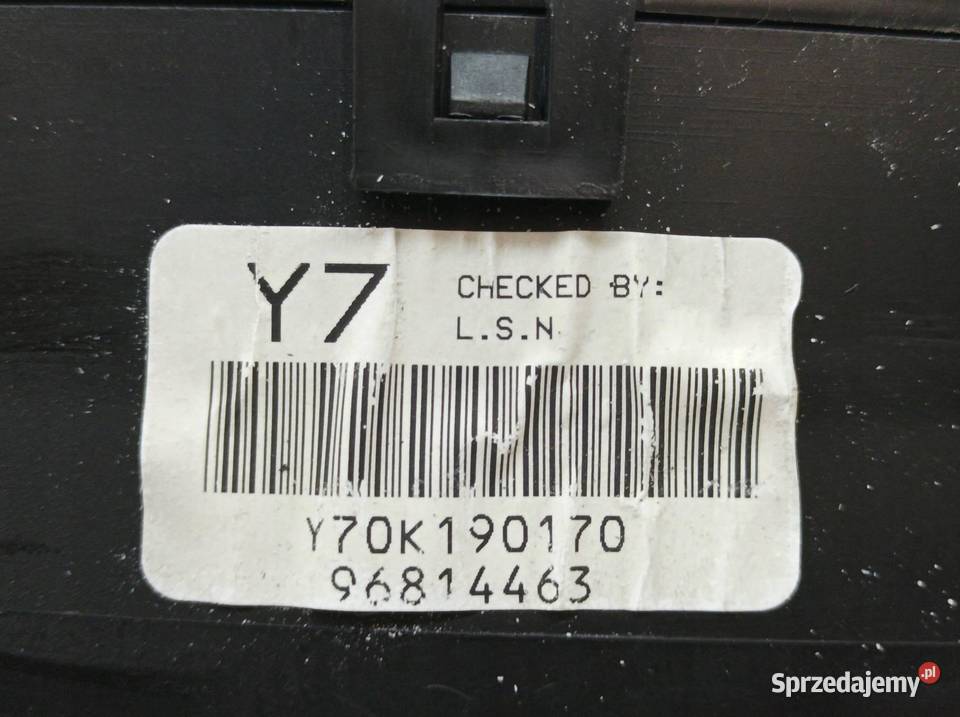 Y7
CHECKED BY:
L.S.N
Y70K190170
96814463
Sprzedajemy.pl